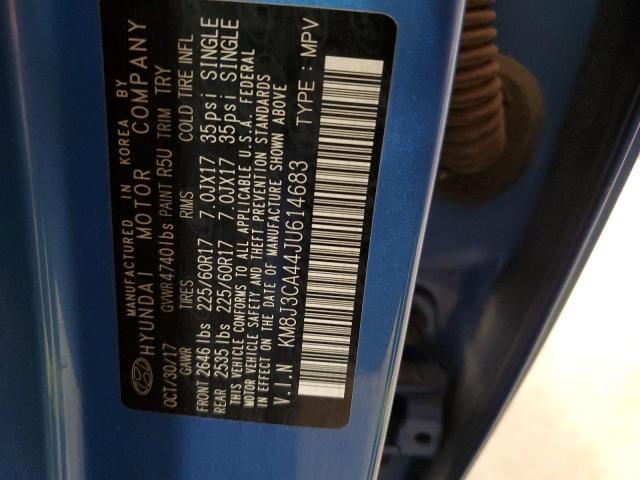 MANUFACTURED IN KOREA BY
HYUNDAI MOTOR COMPANY
OCT/30/17 GVWR 4740 lbs PAINT R5U TRIM TRY
GAWR TIRES RIMS COLD TIRE INFL
FRONT 2646 lbs 225/60R17 7.0JX17 35psi SINGLE
REAR 2535 lbs 225/60R17 7.0JX17 35psi SINGLE
THIS VEHICLE CONFORMS TO ALL APPLICABLE U.S.A. FEDERAL
MOTOR VEHICLE SAFETY AND THEFT PREVENTION STANDARDS
IN EFFECT ON THE DATE OF MANUFACTURE SHOWN ABOVE
V.I.N KM8J3CA44JU614683 TYPE : MPV